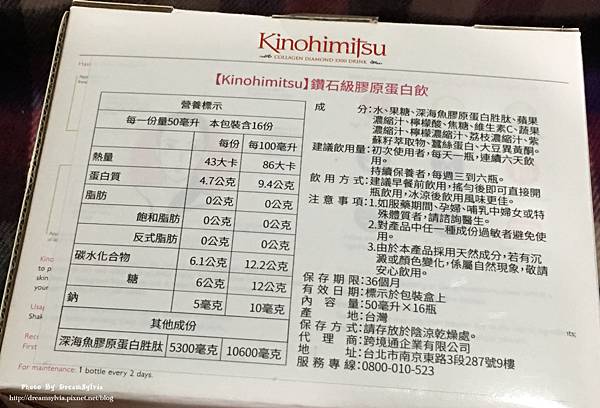 Kinohimitsu
COLLAGEN DIAMOND 5300 DRINK
【Kinohimitsu】鑽石級膠原蛋白飲
營養標示
每一份量50毫升 本包裝含16份
每份 每100毫升
熱量 43大卡 86大卡
蛋白質 4.7公克 9.4公克
脂肪 0公克 0公克
飽和脂肪 0公克 0公克
反式脂肪 0公克 0公克
碳水化合物 6.1公克 12.2公克
糖 6公克 12公克
鈉 5毫克 10毫克
其他成份
深海魚膠原蛋白胜肽 5300毫克 10600毫克
成 分:水、果糖、深海魚膠原蛋白胜肽、蘋果
濃縮汁、檸檬酸、焦糖、維生素C、蔬果
濃縮汁、檸檬濃縮汁、荔枝濃縮汁、紫
蘇籽萃取物、蠶絲蛋白、大豆異黃酮。
建議飲用量:初次使用者,每天一瓶,連續六天飲
用。
持續保養者,每週三到六瓶。
飲用方式:建議早餐前飲用,搖勻後即可直接開
瓶飲用,冰涼後飲用風味更佳。
注意事項:1.如服藥期間、孕婦、哺乳中婦女或特
殊體質者,請諮詢醫生。
2.對產品中任一種成份過敏者避免使
用。
3.由於本產品採用天然成分,若有沉
澱或顏色變化,係屬自然現象,敬請
安心飲用。
保存期限:36個月
有效日期:標示於包裝盒上
內容量:50毫升×16瓶
產 地:台灣
保存方式:請存放於陰涼乾燥處。
代理商:跨境通企業有限公司
地 址:台北市南京東路3段287號9樓
服務專線:0800-010-523
For maintenance: 1 bottle every 2 days.
Photo By DreamSylvia
http://dreamsylvia.pixnet.net/blog